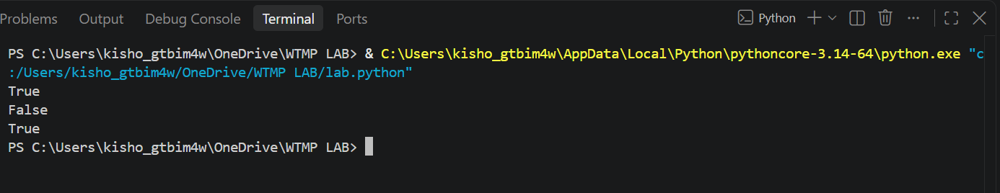 Problems Output Debug Console Terminal Ports Python
PS C:\Users\kisho_gtbim4w\OneDrive\WTMP LAB> & C:\Users\kisho_gtbim4w\AppData\Local\Python\pythoncore-3.14-64\python.exe "c
:/Users/kisho_gtbim4w/OneDrive/WTMP LAB/lab.python"
True
False
True
PS C:\Users\kisho_gtbim4w\OneDrive\WTMP LAB>